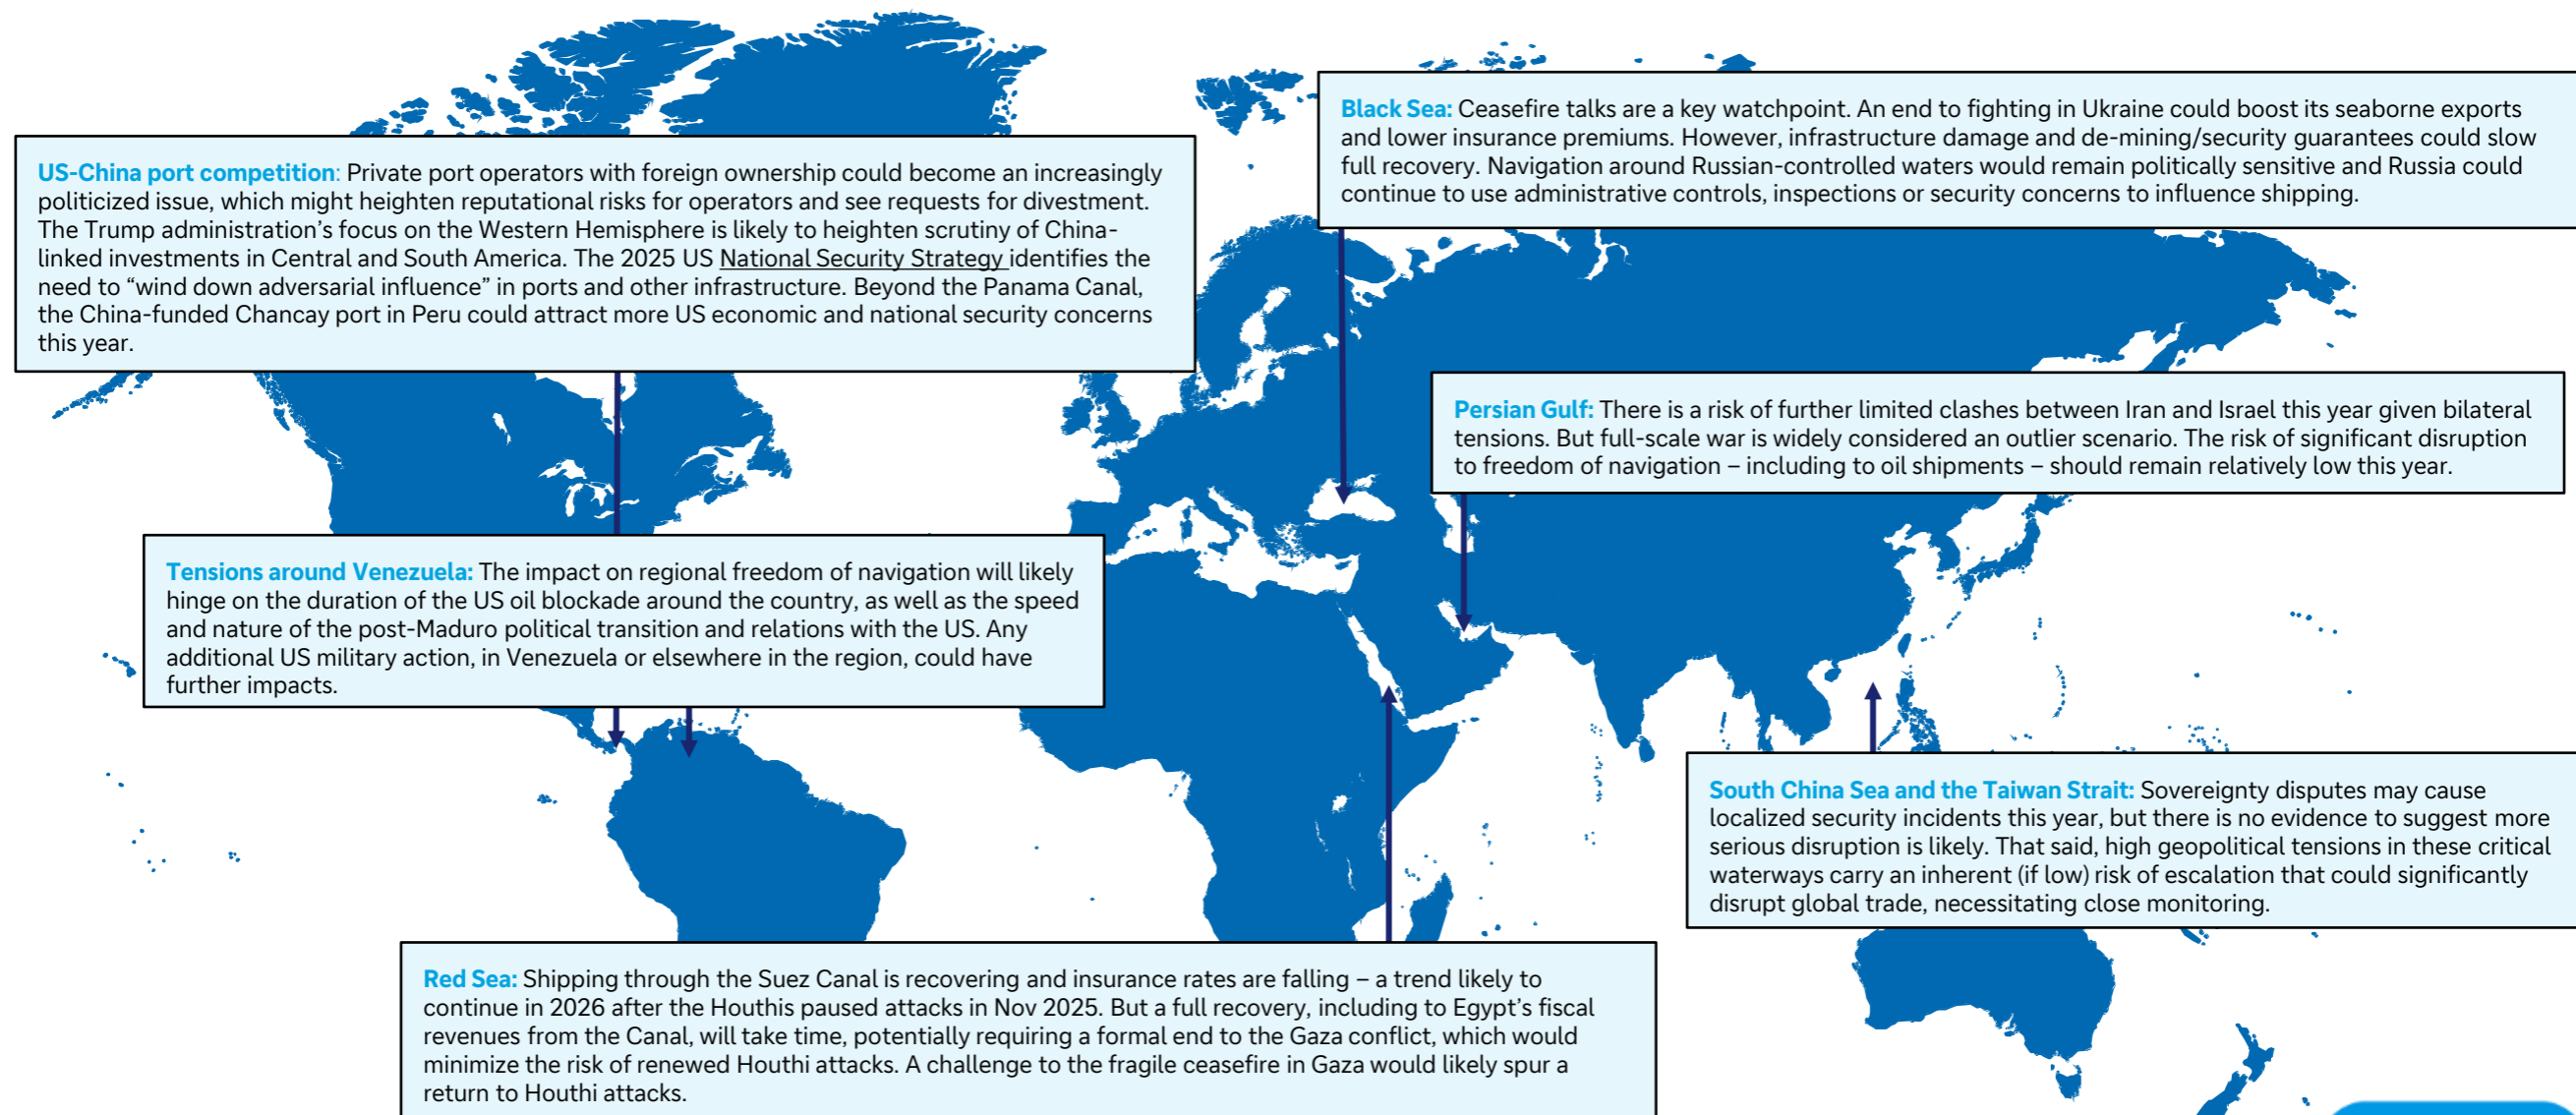 US-China port competition: Private port operators with foreign ownership could become an increasingly
politicized issue, which might heighten reputational risks for operators and see requests for divestment.
The Trump administration's focus on the Western Hemisphere is likely to heighten scrutiny of China-
linked investments in Central and South America. The 2025 US National Security Strategy identifies the
need to “wind down adversarial influence” in ports and other infrastructure. Beyond the Panama Canal,
the China-funded Chancay port in Peru could attract more US economic and national security concerns
this year.
Black Sea: Ceasefire talks are a key watchpoint. An end to fighting in Ukraine could boost its seaborne exports
and lower insurance premiums. However, infrastructure damage and de-mining/security guarantees could slow
full recovery. Navigation around Russian-controlled waters would remain politically sensitive and Russia could
continue to use administrative controls, inspections or security concerns to influence shipping.
Persian Gulf: There is a risk of further limited clashes between Iran and Israel this year given bilateral
tensions. But full-scale war is widely considered an outlier scenario. The risk of significant disruption
to freedom of navigation – including to oil shipments – should remain relatively low this year.
Tensions around Venezuela: The impact on regional freedom of navigation will likely
hinge on the duration of the US oil blockade around the country, as well as the speed
and nature of the post-Maduro political transition and relations with the US. Any
additional US military action, in Venezuela or elsewhere in the region, could have
further impacts.
South China Sea and the Taiwan Strait: Sovereignty disputes may cause
localized security incidents this year, but there is no evidence to suggest more
serious disruption is likely. That said, high geopolitical tensions in these critical
waterways carry an inherent (if low) risk of escalation that could significantly
disrupt global trade, necessitating close monitoring.
Red Sea: Shipping through the Suez Canal is recovering and insurance rates are falling – a trend likely to
continue in 2026 after the Houthis paused attacks in Nov 2025. But a full recovery, including to Egypt's fiscal
revenues from the Canal, will take time, potentially requiring a formal end to the Gaza conflict, which would
minimize the risk of renewed Houthi attacks. A challenge to the fragile ceasefire in Gaza would likely spur a
return to Houthi attacks.